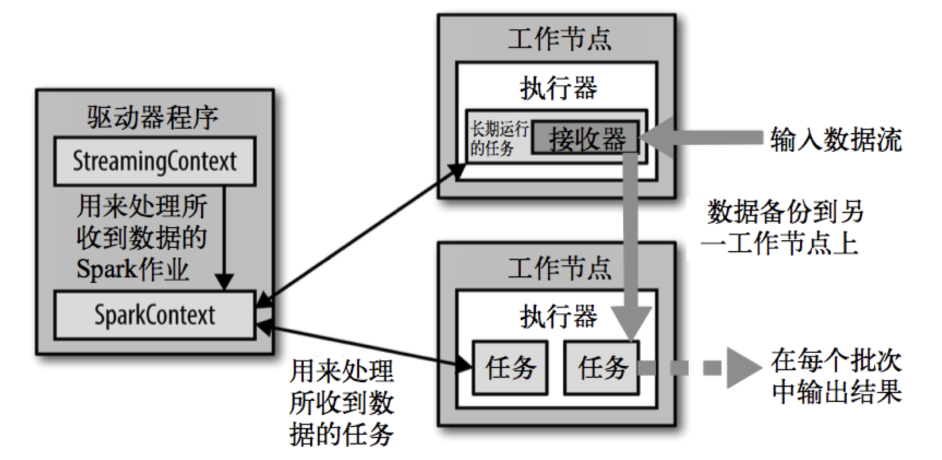 驱动器程序
StreamingContext
用来处理所
收到数据的
Spark作业
SparkContext
工作节点
执行器
长期运行
的任务
接收器
输入数据流
数据备份到另
一工作节点上
工作节点
执行器
任务
任务
用来处理
所收到数
据的任务
在每个批次
中输出结果